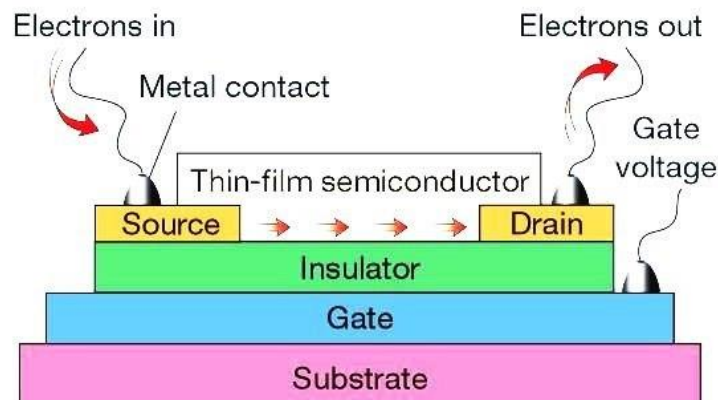 Electrons in
Electrons out
Metal contact
Gate
voltage
Thin-film semiconductor
Source
Drain
Insulator
Gate
Substrate